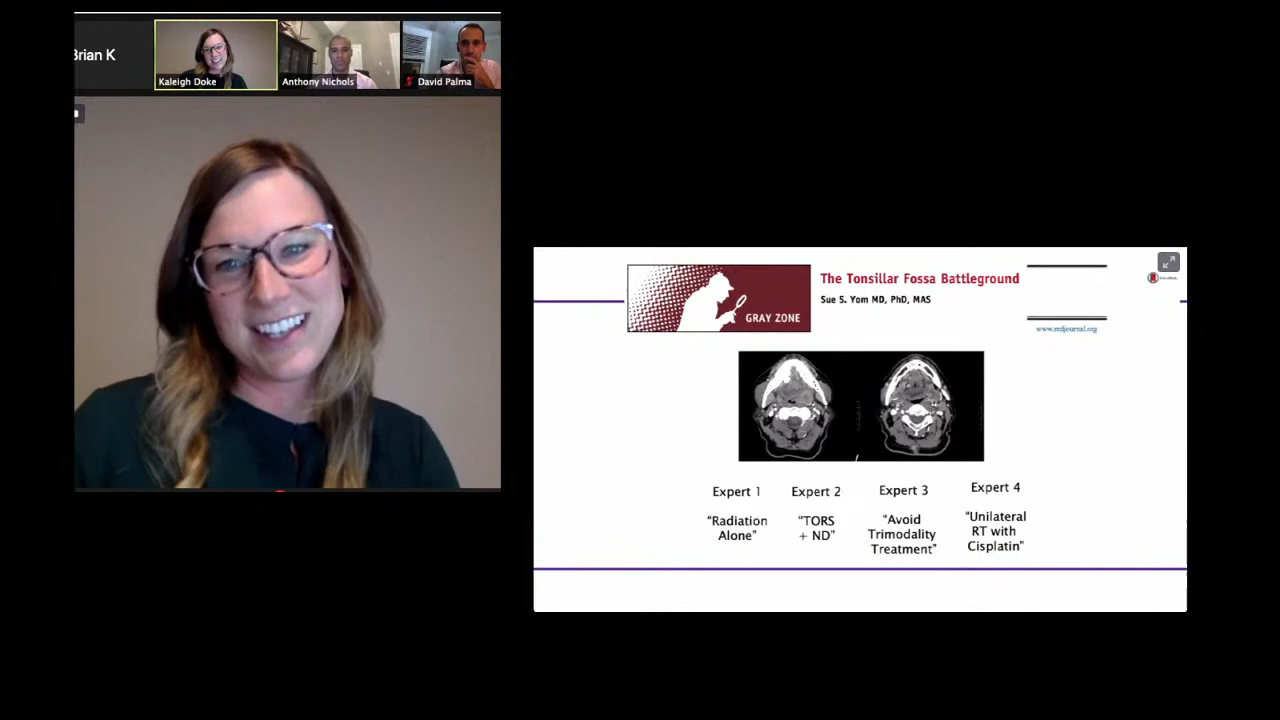 Brian K
Kaleigh Doke
Anthony Nichols
David Palma
The Tonsillar Fossa Battleground
Sue S. Yom MD, PhD, MAS
GRAY ZONE
www.redjournal.org
Expert 1
Expert 2
Expert 3
Expert 4
"Radiation
Alone"
"TORS
+ ND"
"Avoid
Trimodality
Treatment"
"Unilateral
RT with
Cisplatin"